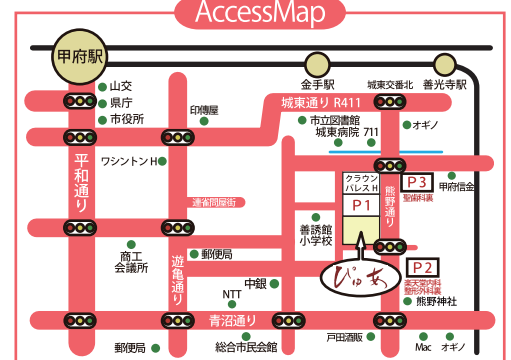 AccessMap
甲府駅
金手駅
城東交番北
善光寺駅
山交
県庁
市役所
印傳屋
城東通り R411
市立図書館
城東病院 711
オギノ
ワシントンH
平和通り
クラウン
パレスH
P1
熊野通り
P3
聖歯科裏
甲府信金
連雀問屋街
善誘館
小学校
商工
会議所
郵便局
遊亀通り
ぴゅあ
P2
楽天堂内科
整形外科裏
熊野神社
中銀
NTT
青沼通り
郵便局
総合市民会館
戸田酒販
Mac
オギノ